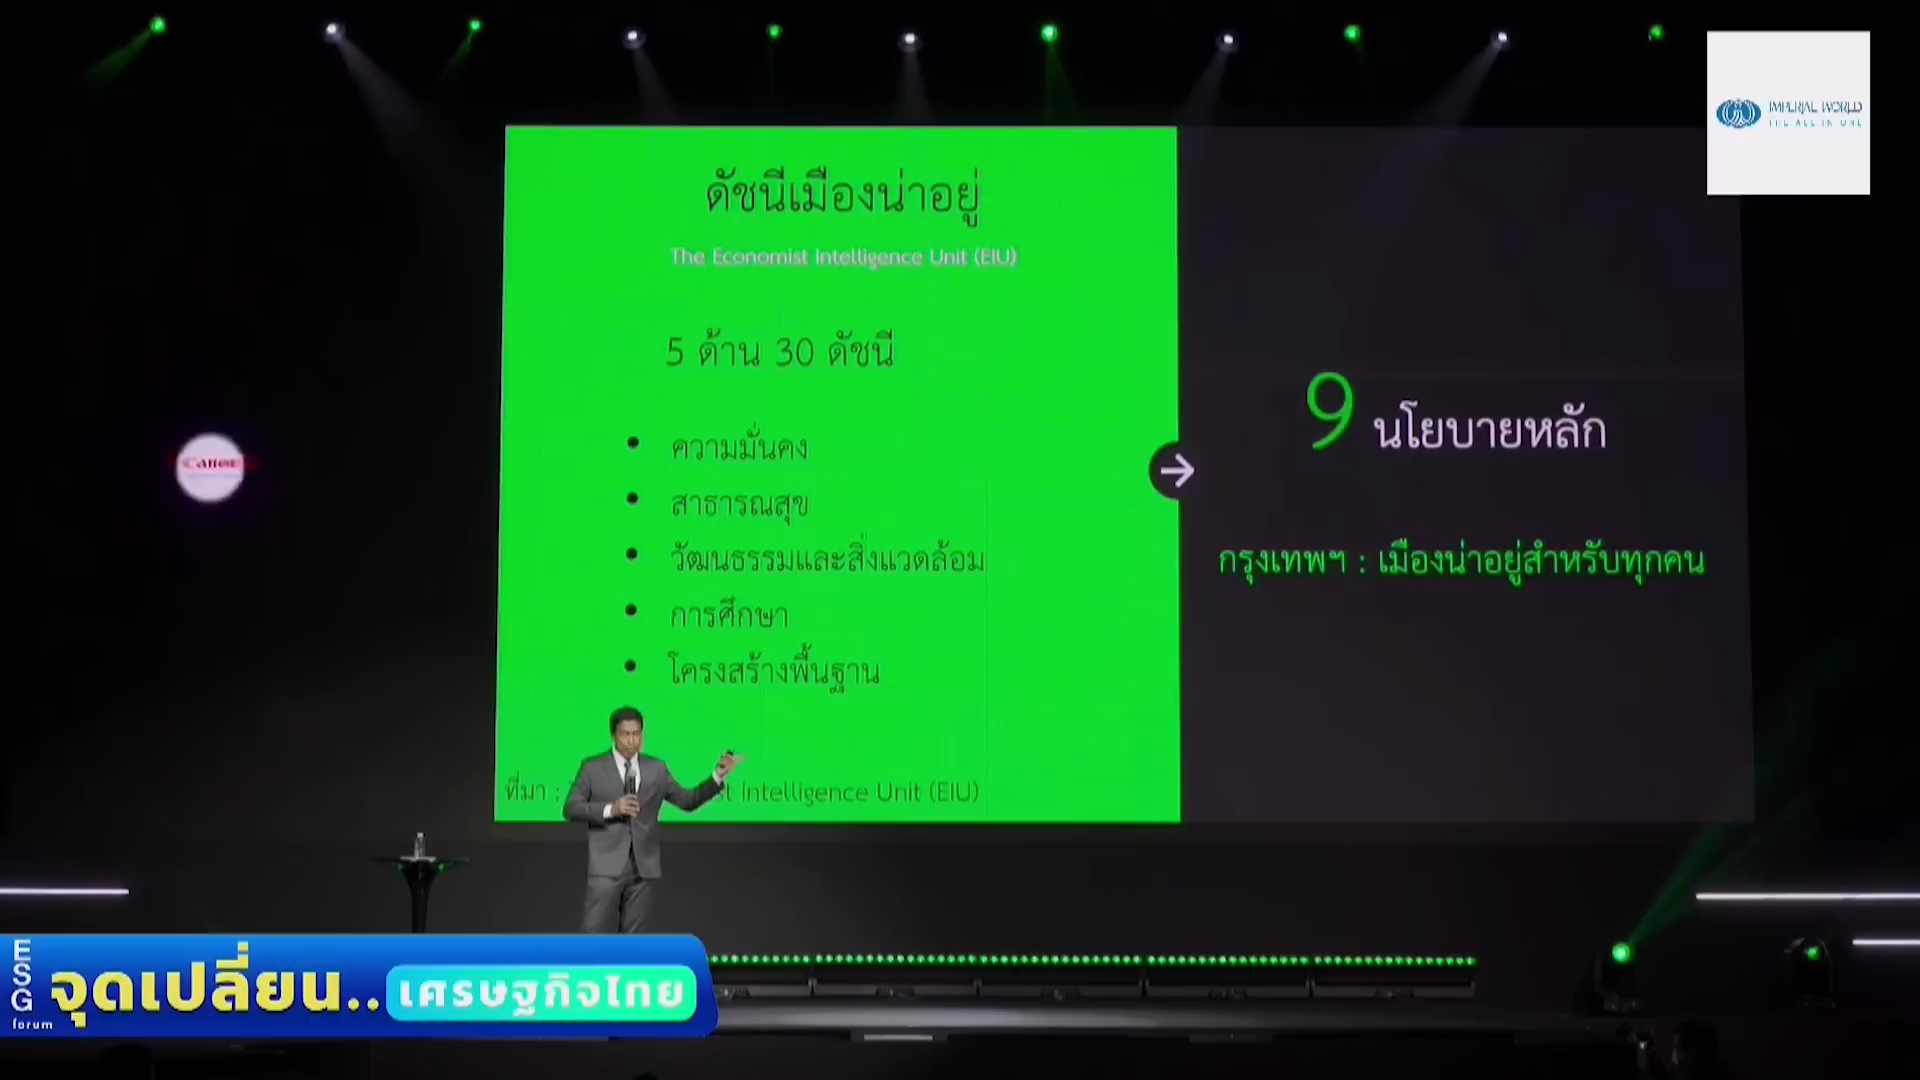 IMPERIAL WORLD
THE ALL IN ONE
ดัชนีเมืองน่าอยู่
The Economist Intelligence Unit (EIU)
5 ด้าน 30 ดัชนี
• ความมั่นคง
• สาธารณสุข
• วัฒนธรรมและสิ่งแวดล้อม
• การศึกษา
• โครงสร้างพื้นฐาน
ที่มา : Intelligence Unit (EIU)
9 นโยบายหลัก
กรุงเทพฯ : เมืองน่าอยู่สำหรับทุกคน
Canon
ESG forum
จุดเปลี่ยน.. เศรษฐกิจไทย